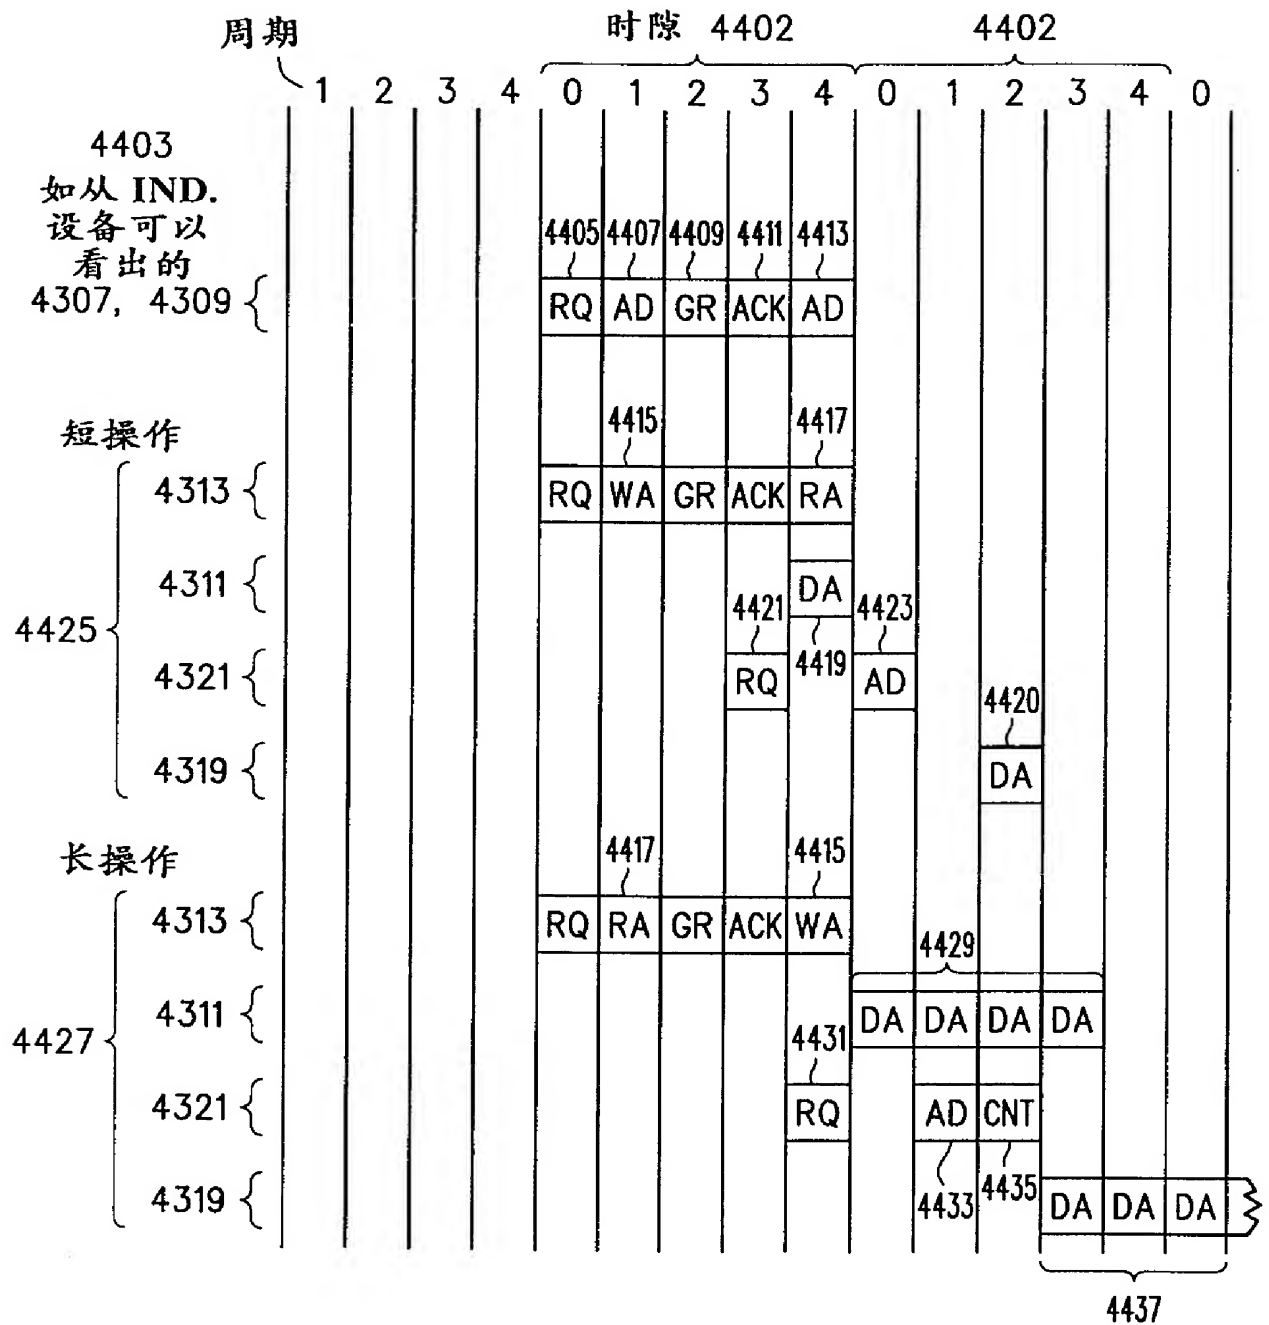 周期 时隙 4402 4402
1 2 3 4 0 1 2 3 4 0 1 2 3 4 0
4403
如从 IND.
设备可以
看出的
4307, 4309
4405 4407 4409 4411 4413
RQ AD GR ACK AD
短操作
4415 4417
4313 RQ WA GR ACK RA
4311 DA
4419
4425
4421 4423
4321 RQ AD
4420
4319 DA
长操作
4417 4415
4313 RQ RA GR ACK WA
4429
4311 DA DA DA DA
4427
4431
4321 RQ AD CNT
4433 4435
4319 DA DA DA
4437